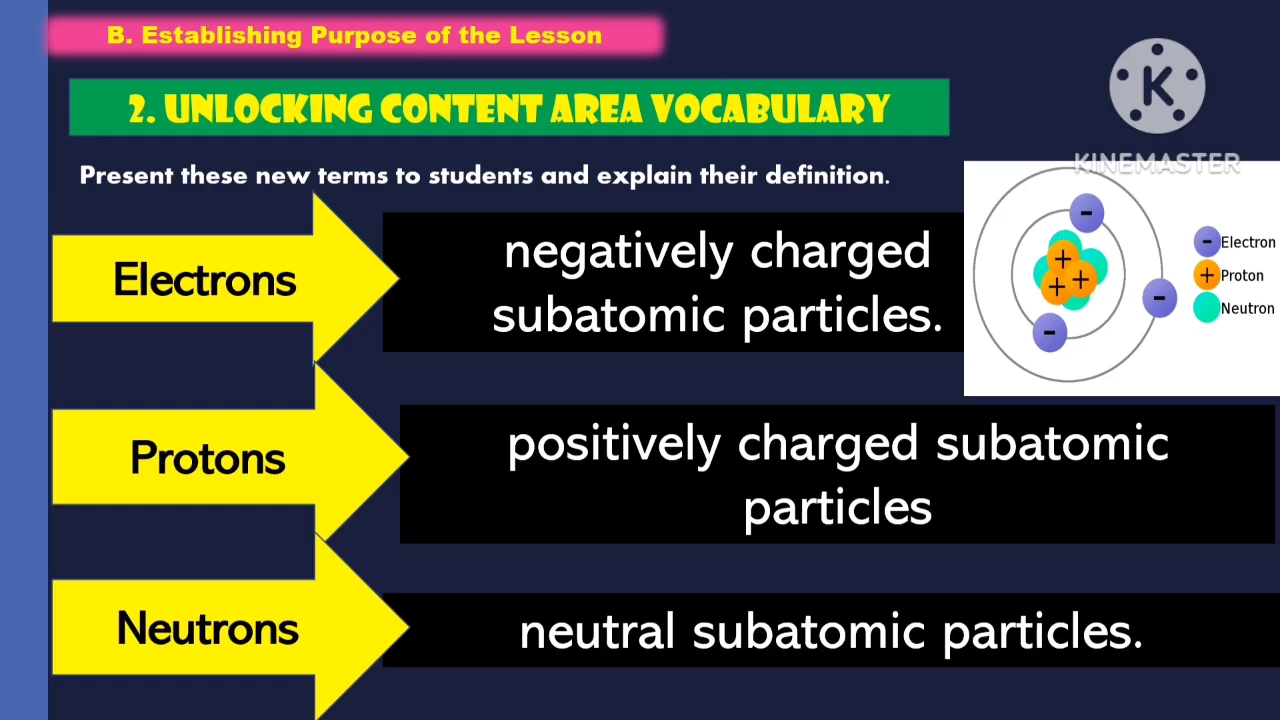 B. Establishing Purpose of the Lesson
2. UNLOCKING CONTENT AREA VOCABULARY
K
KINEMASTER
Present these new terms to students and explain their definition.
Electrons
negatively charged
subatomic particles.
-
+
+ +
-
-
- Electron
+ Proton
Neutron
Protons
positively charged subatomic
particles
Neutrons
neutral subatomic particles.